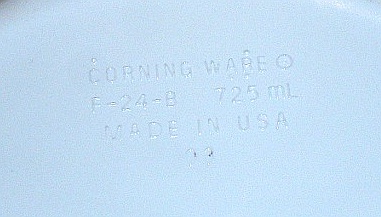 CORNING WARE
F-24-B 725 mL
MADE IN USA